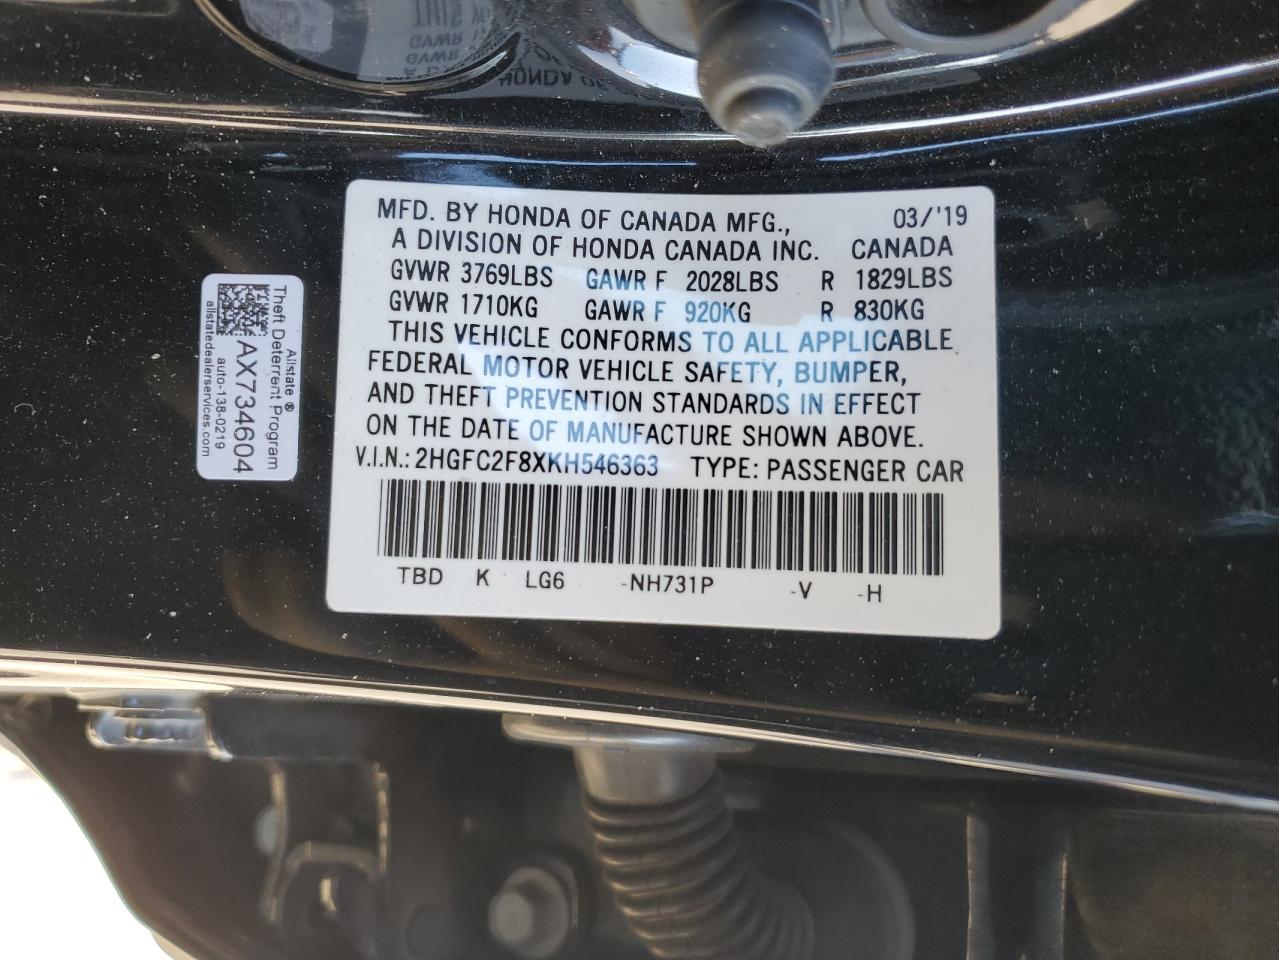 MFD. BY HONDA OF CANADA MFG., 03/'19
A DIVISION OF HONDA CANADA INC. CANADA
GVWR 3769LBS GAWR F 2028LBS R 1829LBS
GVWR 1710KG GAWR F 920KG R 830KG
THIS VEHICLE CONFORMS TO ALL APPLICABLE
FEDERAL MOTOR VEHICLE SAFETY, BUMPER,
AND THEFT PREVENTION STANDARDS IN EFFECT
ON THE DATE OF MANUFACTURE SHOWN ABOVE.
V.I.N.: 2HGFC2F8XKH546363 TYPE: PASSENGER CAR
TBD K LG6 -NH731P -V -H
Allstate ®
Theft Deterrent Program
AX734604
auto-138-0219
allstatedealerservices.com